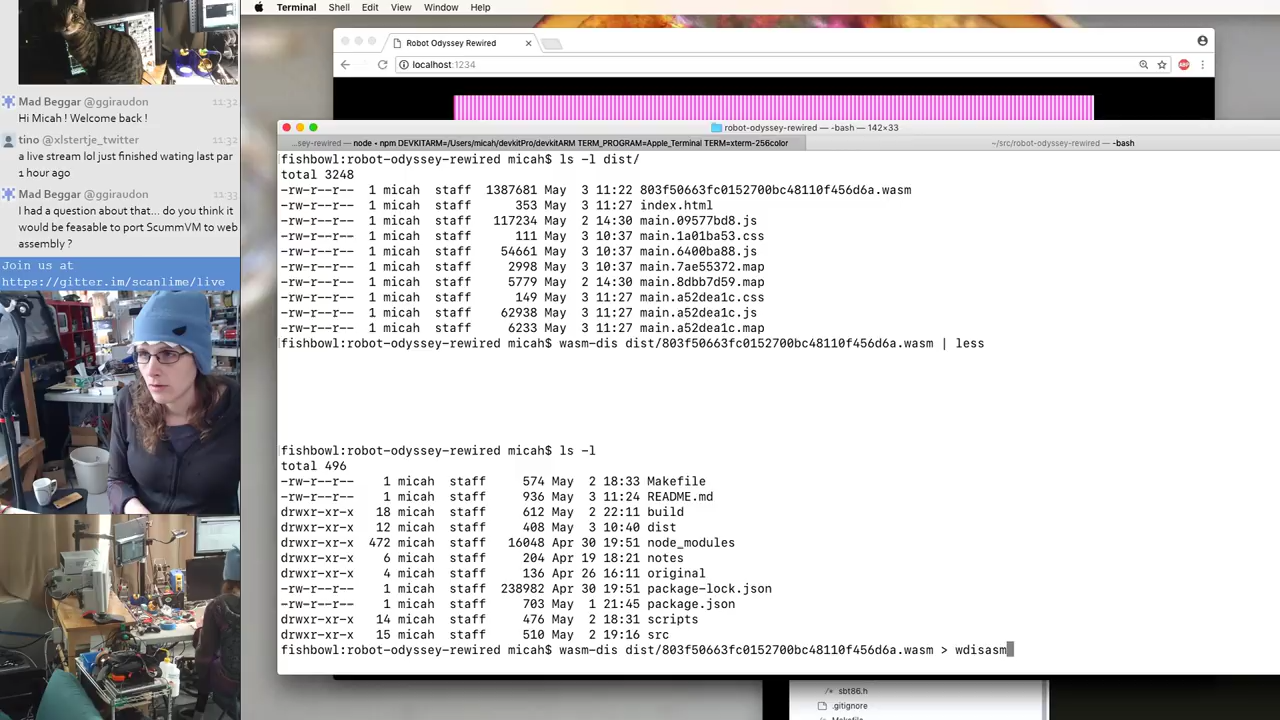 Terminal Shell Edit View Window Help
Robot Odyssey Rewired
localhost:1234
Mad Beggar @ggiraudon 11:32
Hi Micah ! Welcome back !
tino @xlstertje_twitter 11:32
a live stream lol just finished wating last par
1 hour ago
Mad Beggar @ggiraudon 11:33
I had a question about that... do you think it
would be feasable to port ScummVM to web
assembly ?
Join us at
https://gitter.im/scanlime/live
robot-odyssey-rewired — -bash — 142×33
...sey-rewired — node ◂ npm DEVKITARM=/Users/micah/devkitPro/devkitARM TERM_PROGRAM=Apple_Terminal TERM=xterm-256color
~/src/robot-odyssey-rewired — -bash
fishbowl:robot-odyssey-rewired micah$ ls -l dist/
total 3248
-rw-r--r-- 1 micah staff 1387681 May 3 11:22 803f50663fc0152700bc48110f456d6a.wasm
-rw-r--r-- 1 micah staff 353 May 3 11:27 index.html
-rw-r--r-- 1 micah staff 117234 May 2 14:30 main.09577bd8.js
-rw-r--r-- 1 micah staff 111 May 3 10:37 main.1a01ba53.css
-rw-r--r-- 1 micah staff 54661 May 3 10:37 main.6400ba88.js
-rw-r--r-- 1 micah staff 2998 May 3 10:37 main.7ae55372.map
-rw-r--r-- 1 micah staff 5779 May 2 14:30 main.8dbb7d59.map
-rw-r--r-- 1 micah staff 149 May 3 11:27 main.a52dea1c.css
-rw-r--r-- 1 micah staff 62938 May 3 11:27 main.a52dea1c.js
-rw-r--r-- 1 micah staff 6233 May 3 11:27 main.a52dea1c.map
fishbowl:robot-odyssey-rewired micah$ wasm-dis dist/803f50663fc0152700bc48110f456d6a.wasm | less
fishbowl:robot-odyssey-rewired micah$ ls -l
total 496
-rw-r--r-- 1 micah staff 574 May 2 18:33 Makefile
-rw-r--r-- 1 micah staff 936 May 3 11:24 README.md
drwxr-xr-x 18 micah staff 612 May 2 22:11 build
drwxr-xr-x 12 micah staff 408 May 3 10:40 dist
drwxr-xr-x 472 micah staff 16048 Apr 30 19:51 node_modules
drwxr-xr-x 6 micah staff 204 Apr 19 18:21 notes
drwxr-xr-x 4 micah staff 136 Apr 26 16:11 original
-rw-r--r-- 1 micah staff 238982 Apr 30 19:51 package-lock.json
-rw-r--r-- 1 micah staff 703 May 1 21:45 package.json
drwxr-xr-x 14 micah staff 476 May 2 18:31 scripts
drwxr-xr-x 15 micah staff 510 May 2 19:16 src
fishbowl:robot-odyssey-rewired micah$ wasm-dis dist/803f50663fc0152700bc48110f456d6a.wasm > wdisasm
sbt86.h
.gitignore